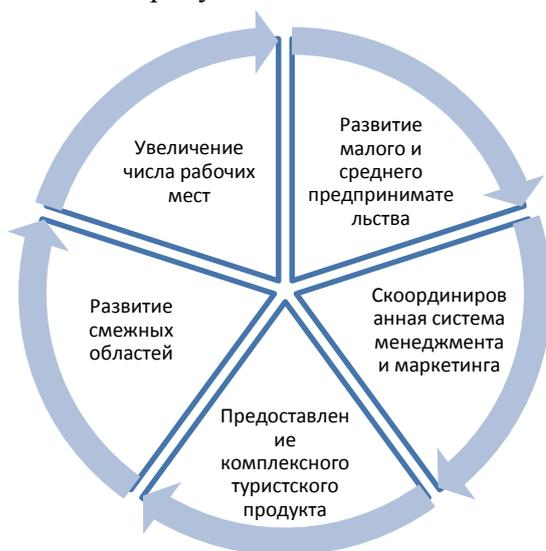 Увеличение
числа рабочих
мест
Развитие
малого и
среднего
предпринимате
льства
Скоординиров
анная система
менеджмента
и маркетинга
Предоставлен
ие
комплексного
туристского
продукта
Развитие
смежных
областей